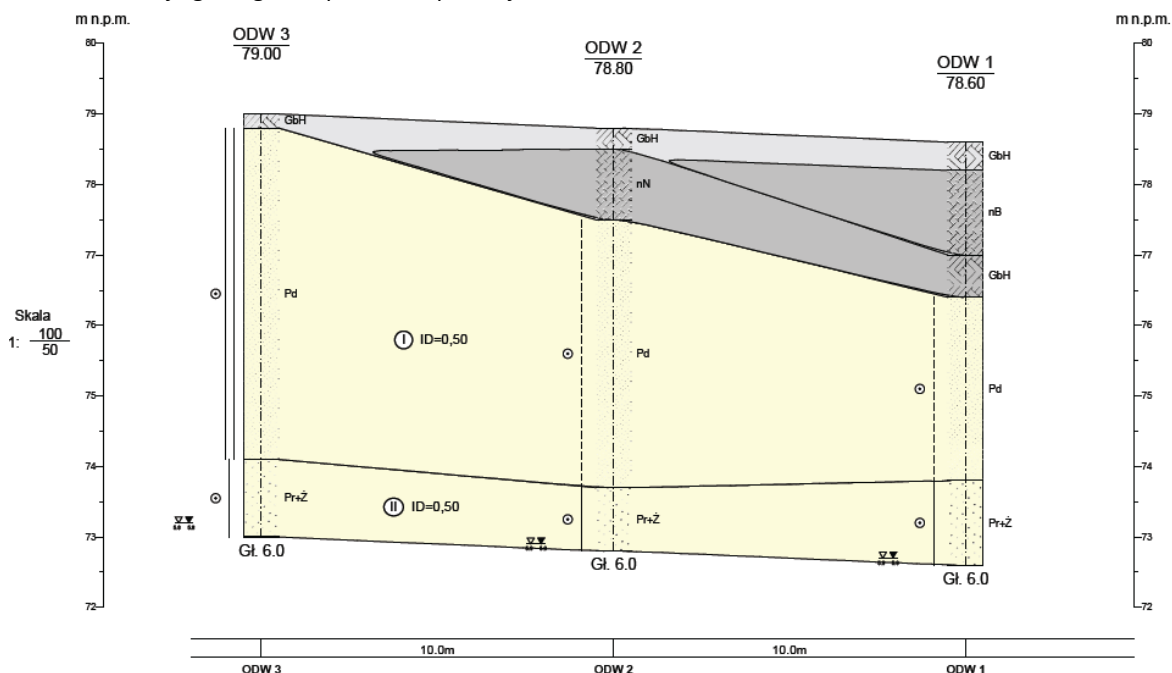 m n.p.m.
m n.p.m.
ODW 3
79.00
ODW 2
78.80
ODW 1
78.60
80
80
79
79
78
78
77
77
76
76
75
75
74
74
73
73
72
72
GbH
GbH
GbH
nN
nB
GbH
Pd
Pd
Pd
Skala
1: 100
50
I ID=0,50
II ID=0,50
Pr+Ż
Pr+Ż
Pr+Ż
Gł. 6.0
Gł. 6.0
Gł. 6.0
10.0m
10.0m
ODW 3
ODW 2
ODW 1